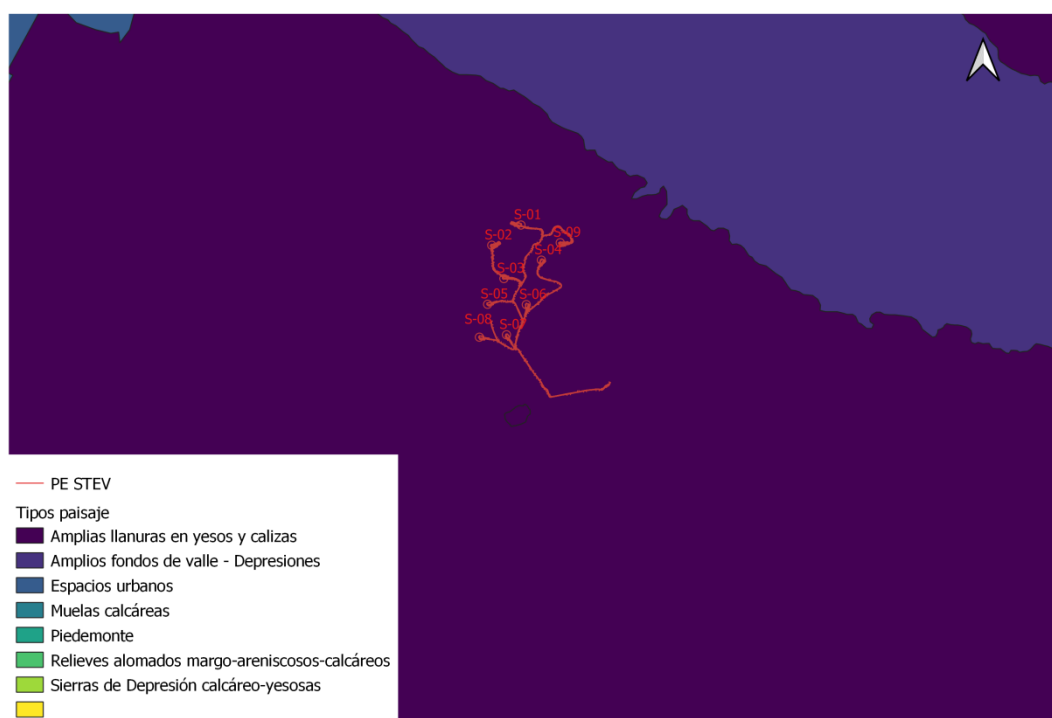 S-01
S-09
S-02
S-04
S-03
S-05
S-06
S-08
PE STEV
Tipos paisaje
Amplias llanuras en yesos y calizas
Amplios fondos de valle - Depresiones
Espacios urbanos
Muelas calcáreas
Piedemonte
Relieves alomados margo-areniscosos-calcáreos
Sierras de Depresión calcáreo-yesosas